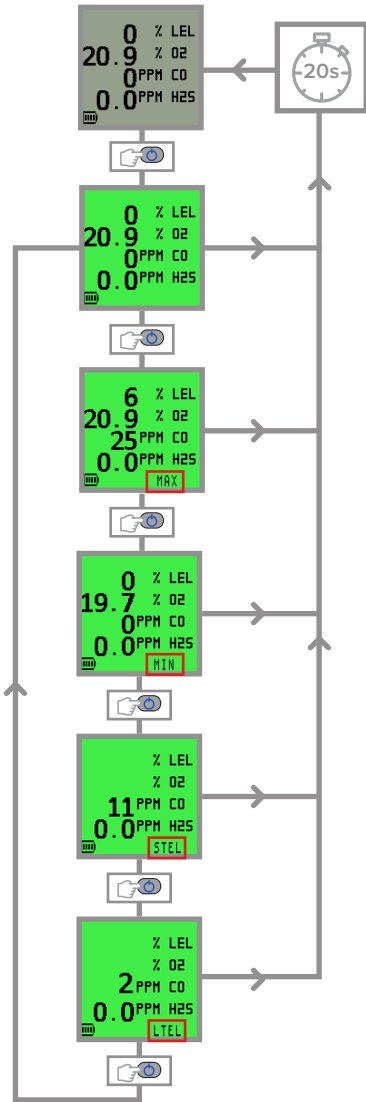 0 % LEL
20.9 % O2
0 PPM CO
0.0 PPM H2S
20s
0 % LEL
20.9 % O2
0 PPM CO
0.0 PPM H2S
6 % LEL
20.9 % O2
25 PPM CO
0.0 PPM H2S
MAX
0 % LEL
19.7 % O2
0 PPM CO
0.0 PPM H2S
MIN
% LEL
% O2
11 PPM CO
0.0 PPM H2S
STEL
% LEL
% O2
2 PPM CO
0.0 PPM H2S
LTEL